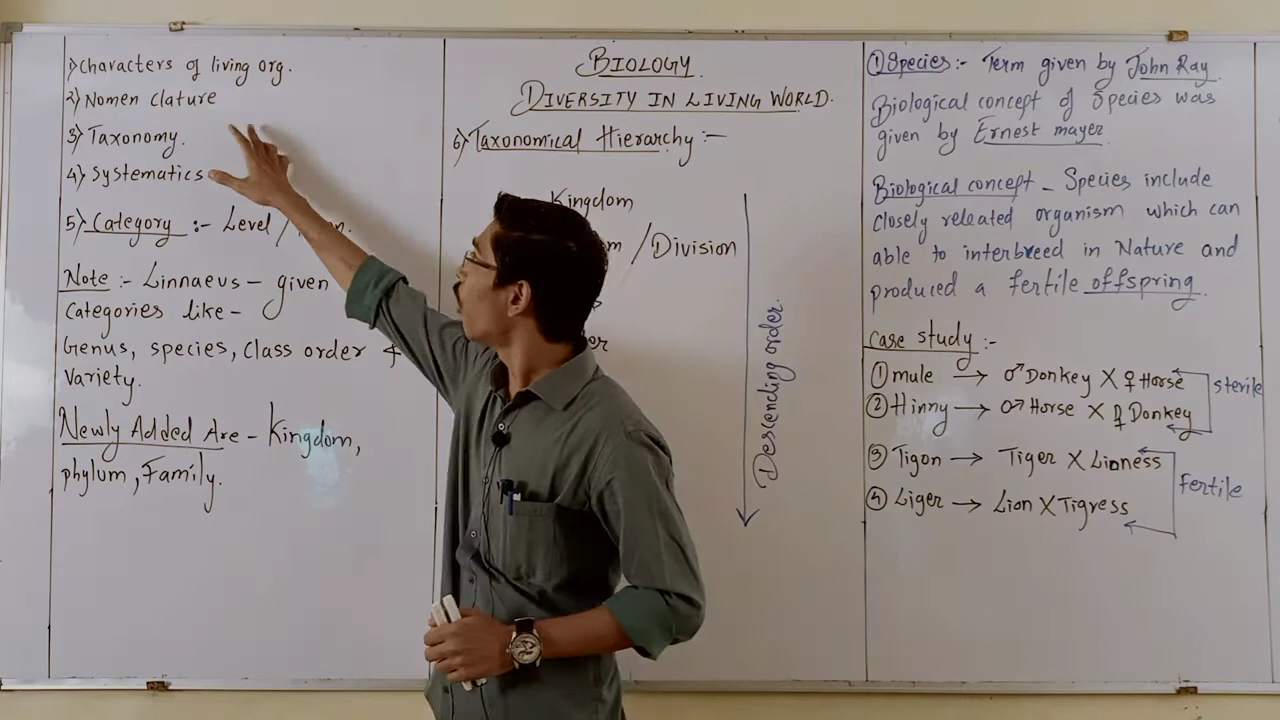 1) Characters of living org.
2) Nomen clature
3) Taxonomy.
4) Systematics
5) Category :- Level /
Note :- Linnaeus - given
Categories like -
Genus, species, class order &
Variety.
Newly Added Are - Kingdom,
phylum, Family.
BIOLOGY.
DIVERSITY IN LIVING WORLD.
6) Taxonomical Hierarchy :-
Kingdom
/ Division
Descending order.
① Species :- Term given by John Ray.
Biological concept of Species was
given by Ernest mayer.
Biological concept - Species include
closely releated organism which can
able to interbreed in Nature and
produced a fertile offspring.
Case study :-
① mule → ♂ Donkey X ♀ Horse
② Hinny → ♂ Horse X ♀ Donkey
sterile
③ Tigon → Tiger X Lioness
④ Liger → Lion X Tigress
fertile